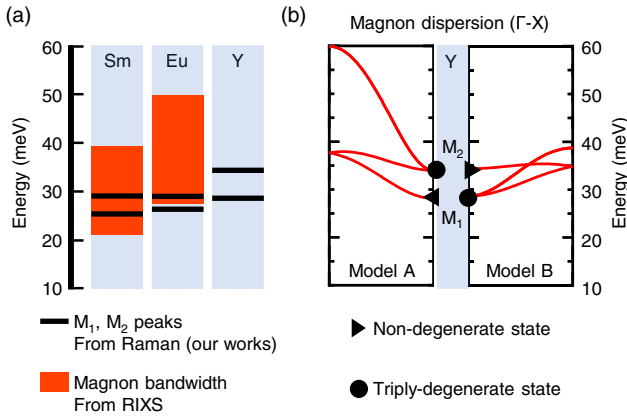 (a)
Sm Eu Y
60
50
40
30
20
10
Energy (meV)
M1, M2 peaks
From Raman (our works)
Magnon bandwidth
From RIXS
(b)
Magnon dispersion (Γ-X)
Y
M2
M1
Model A Model B
60
50
40
30
20
10
Energy (meV)
Non-degenerate state
Triply-degenerate state